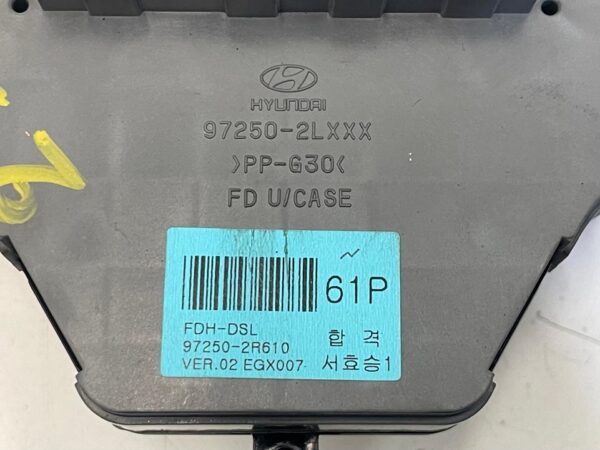 HYUNDAI
97250-2LXXX
>PP-G30<
FD U/CASE
61P
FDH-DSL
97250-2R610
VER.02 EGX007
합격
서효승1